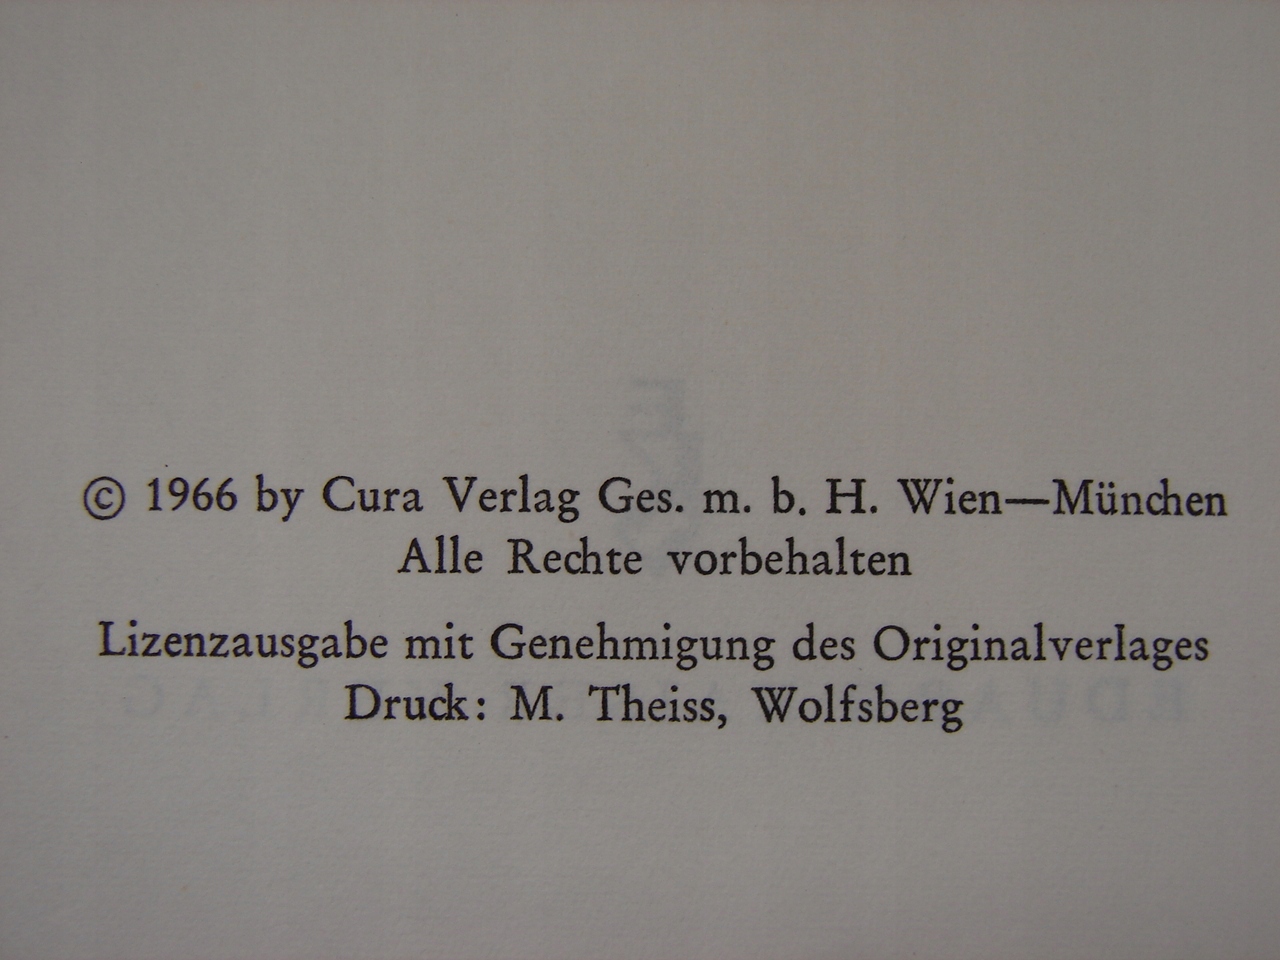 © 1966 by Cura Verlag Ges. m. b. H. Wien—München
Alle Rechte vorbehalten
Lizenzausgabe mit Genehmigung des Originalverlages
Druck: M. Theiss, Wolfsberg